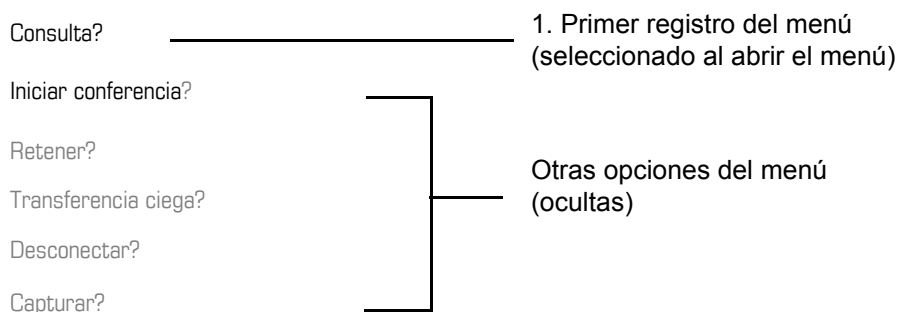 Consulta?
1. Primer registro del menú
(seleccionado al abrir el menú)
Iniciar conferencia?
Retener?
Transferencia ciega?
Desconectar?
Capturar?
Otras opciones del menú
(ocultas)